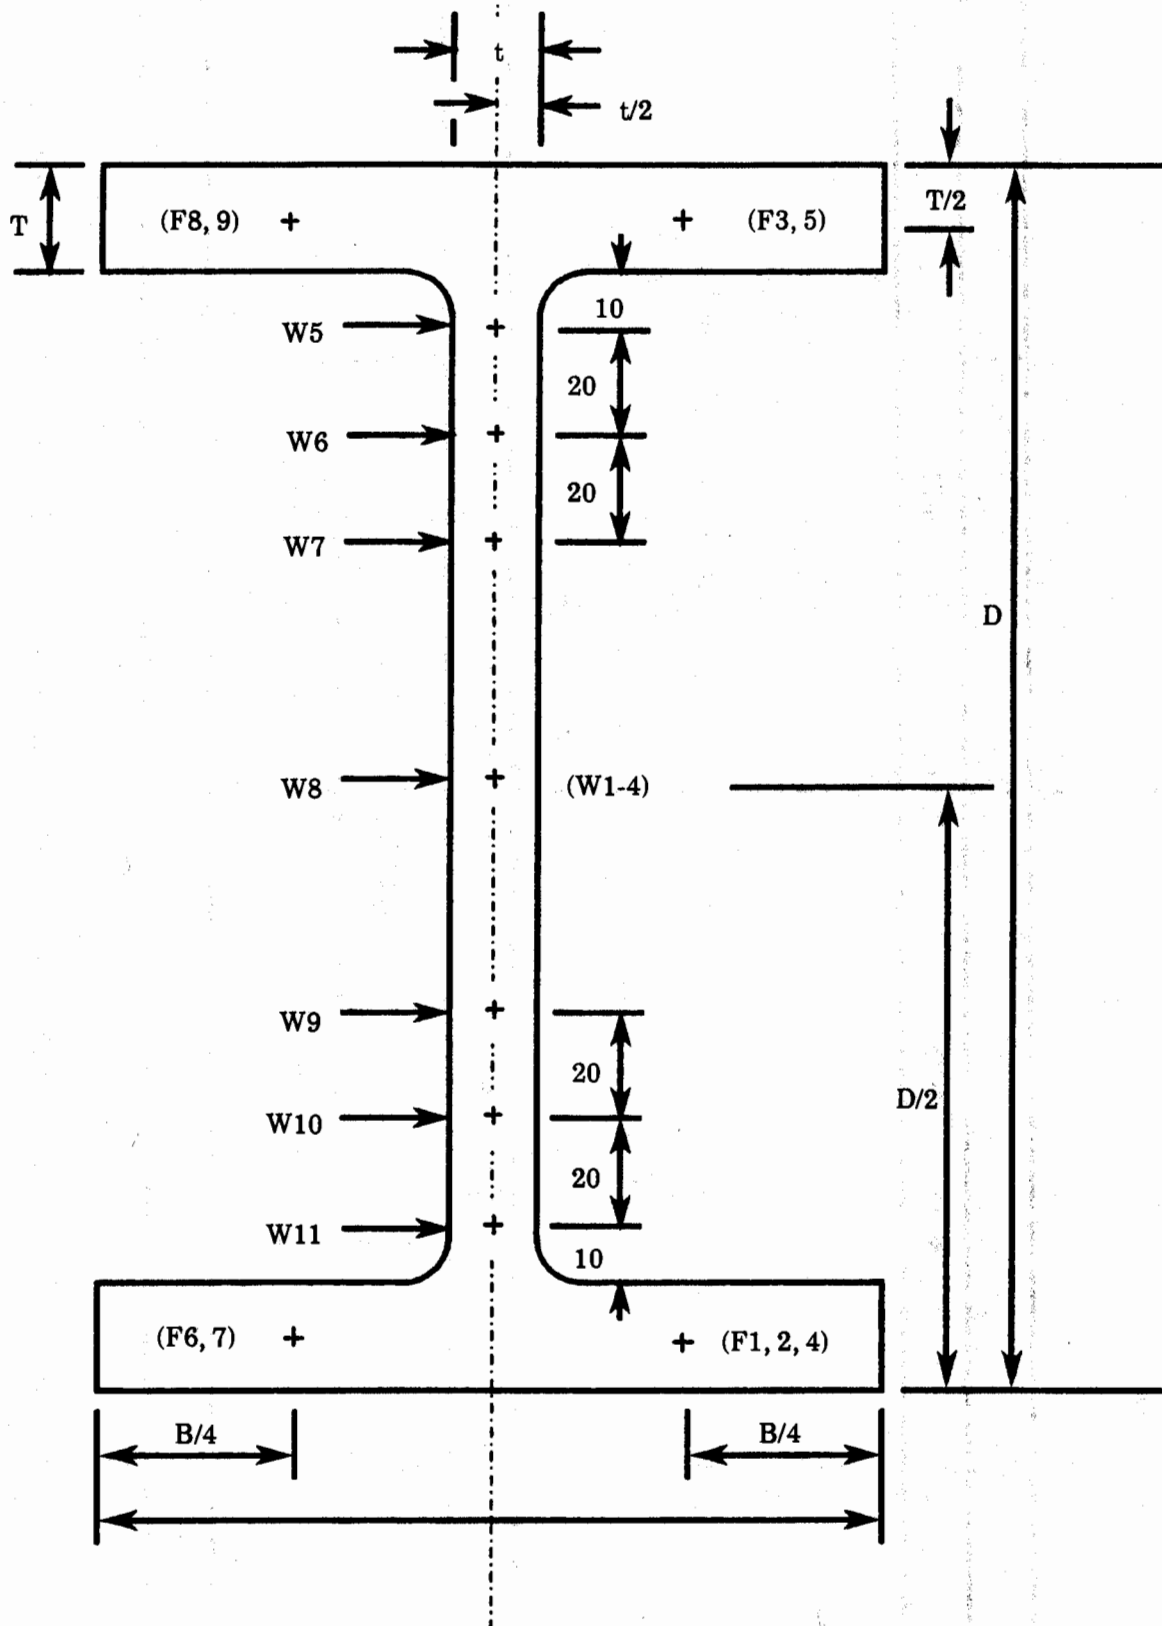 t
t/2
T
(F8, 9)
(F3, 5)
T/2
10
W5
20
W6
20
W7
D
W8
(W1-4)
W9
20
D/2
W10
20
W11
10
(F6, 7)
(F1, 2, 4)
B/4
B/4